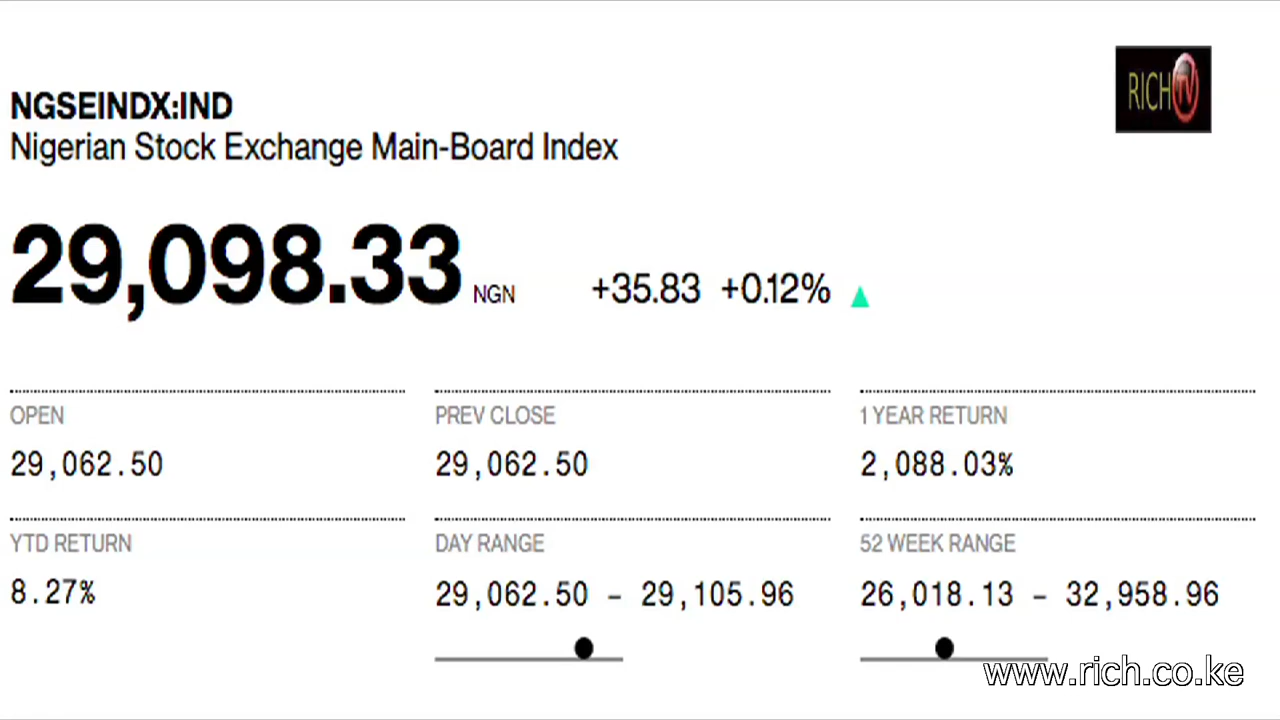 RICH TV
NGSEINDX:IND
Nigerian Stock Exchange Main-Board Index
29,098.33 NGN +35.83 +0.12%
OPEN PREV CLOSE 1 YEAR RETURN
29,062.50 29,062.50 2,088.03%
YTD RETURN DAY RANGE 52 WEEK RANGE
8.27% 29,062.50 – 29,105.96 26,018.13 – 32,958.96
www.rich.co.ke